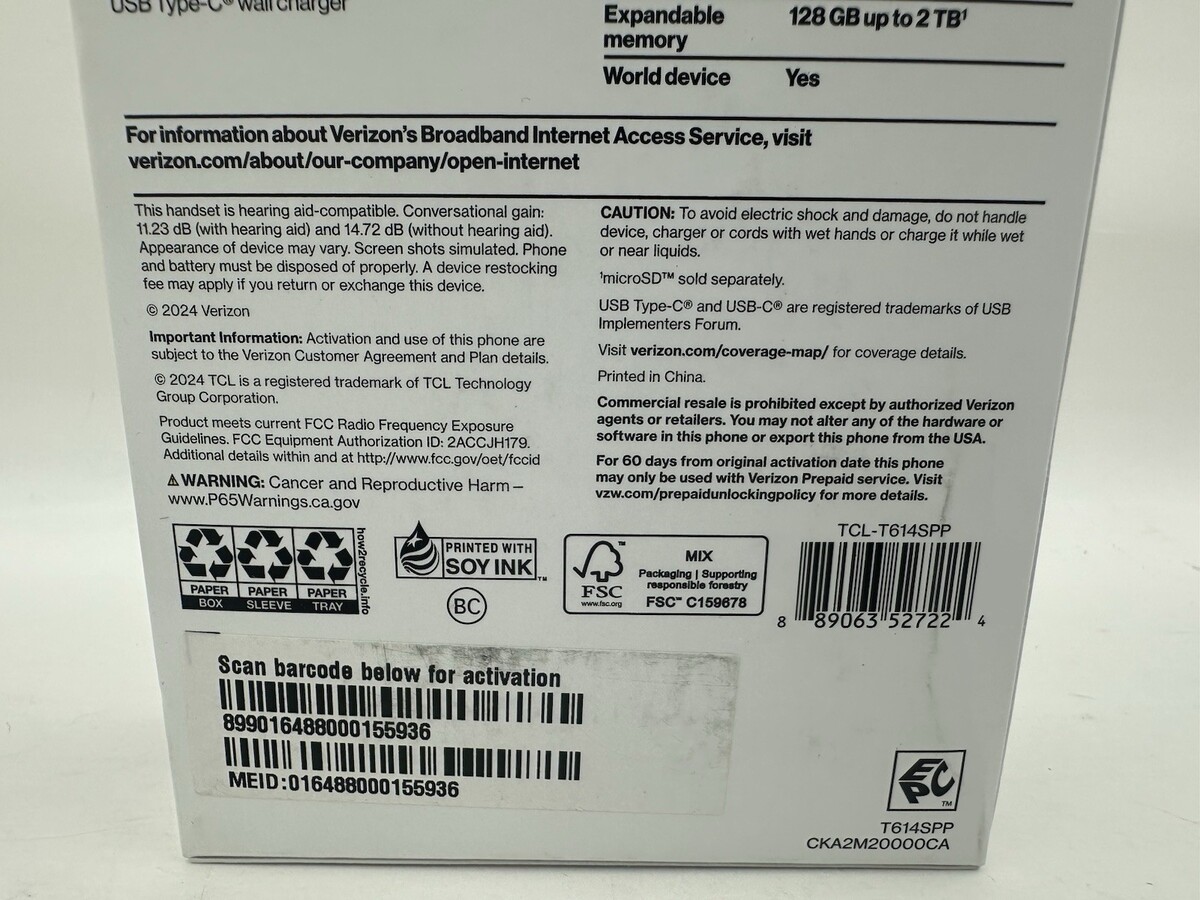 USB Type-C® wall charger
Expandable memory 128 GB up to 2 TB¹
World device Yes
For information about Verizon's Broadband Internet Access Service, visit
verizon.com/about/our-company/open-internet
This handset is hearing aid-compatible. Conversational gain:
11.23 dB (with hearing aid) and 14.72 dB (without hearing aid).
Appearance of device may vary. Screen shots simulated. Phone
and battery must be disposed of properly. A device restocking
fee may apply if you return or exchange this device.
© 2024 Verizon
Important Information: Activation and use of this phone are
subject to the Verizon Customer Agreement and Plan details.
© 2024 TCL is a registered trademark of TCL Technology
Group Corporation.
Product meets current FCC Radio Frequency Exposure
Guidelines. FCC Equipment Authorization ID: 2ACCJH179.
Additional details within and at http://www.fcc.gov/oet/fccid
⚠WARNING: Cancer and Reproductive Harm –
www.P65Warnings.ca.gov
CAUTION: To avoid electric shock and damage, do not handle
device, charger or cords with wet hands or charge it while wet
or near liquids.
¹microSD™ sold separately.
USB Type-C® and USB-C® are registered trademarks of USB
Implementers Forum.
Visit verizon.com/coverage-map/ for coverage details.
Printed in China.
Commercial resale is prohibited except by authorized Verizon
agents or retailers. You may not alter any of the hardware or
software in this phone or export this phone from the USA.
For 60 days from original activation date this phone
may only be used with Verizon Prepaid service. Visit
vzw.com/prepaidunlockingpolicy for more details.
PAPER PAPER PAPER
BOX SLEEVE TRAY
how2recycle.info
PRINTED WITH
SOY INK™
BC
FSC™
www.fsc.org
MIX
Packaging | Supporting
responsible forestry
FSC™ C159678
TCL-T614SPP
8 89063 52722 4
Scan barcode below for activation
899016488000155936
MEID:016488000155936
EPC™
T614SPP
CKA2M20000CA